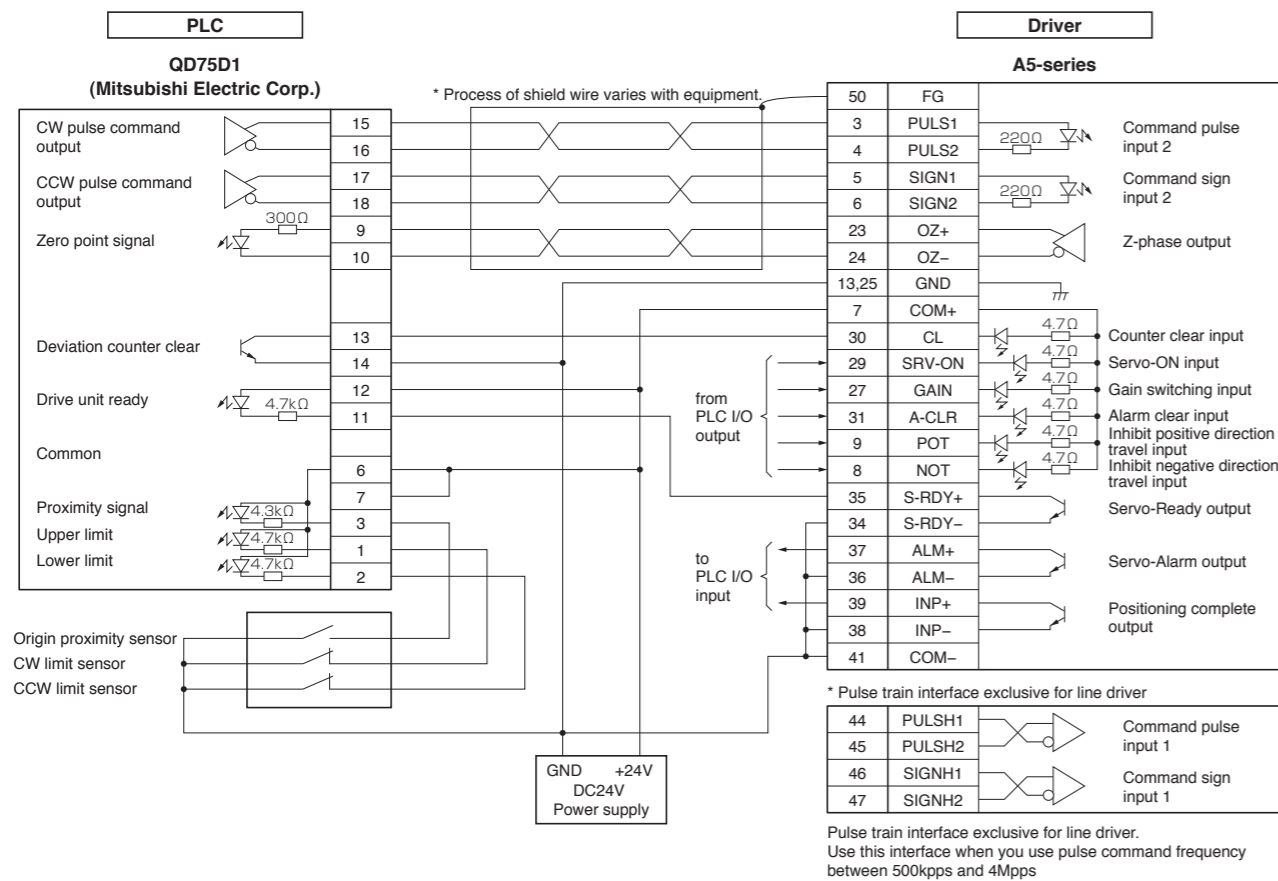 PLC
Driver
QD75D1
(Mitsubishi Electric Corp.)
A5-series
* Process of shield wire varies with equipment.
CW pulse command
output
15
16
CCW pulse command
output
17
18
Zero point signal
300Ω
9
10
Deviation counter clear
13
14
Drive unit ready
4.7kΩ
12
11
Common
6
7
Proximity signal
4.3kΩ
3
Upper limit
4.7kΩ
1
Lower limit
4.7kΩ
2
Origin proximity sensor
CW limit sensor
CCW limit sensor
GND +24V
DC24V
Power supply
from
PLC I/O
output
to
PLC I/O
input
50 FG
3 PULS1
4 PULS2
220Ω
Command pulse
input 2
5 SIGN1
6 SIGN2
220Ω
Command sign
input 2
23 OZ+
24 OZ−
Z-phase output
13,25 GND
7 COM+
30 CL 4.7Ω Counter clear input
29 SRV-ON 4.7Ω Servo-ON input
27 GAIN 4.7Ω Gain switching input
31 A-CLR 4.7Ω Alarm clear input
9 POT 4.7Ω Inhibit positive direction
travel input
8 NOT 4.7Ω Inhibit negative direction
travel input
35 S-RDY+
34 S-RDY−
Servo-Ready output
37 ALM+
36 ALM−
Servo-Alarm output
39 INP+
38 INP−
Positioning complete
output
41 COM−
* Pulse train interface exclusive for line driver
44 PULSH1
45 PULSH2
Command pulse
input 1
46 SIGNH1
47 SIGNH2
Command sign
input 1
Pulse train interface exclusive for line driver.
Use this interface when you use pulse command frequency
between 500kpps and 4Mpps